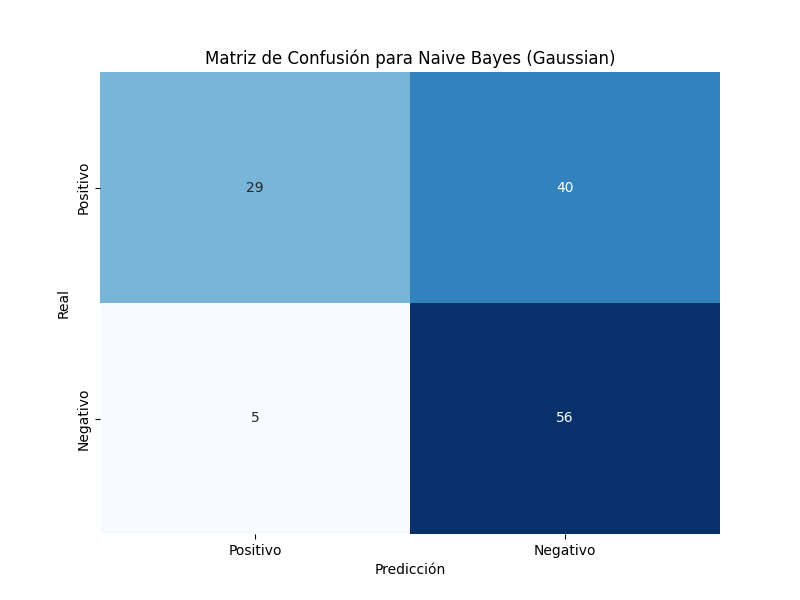 Matriz de Confusión para Naive Bayes (Gaussian)
Real
Positivo
29
40
Negativo
5
56
Positivo
Negativo
Predicción